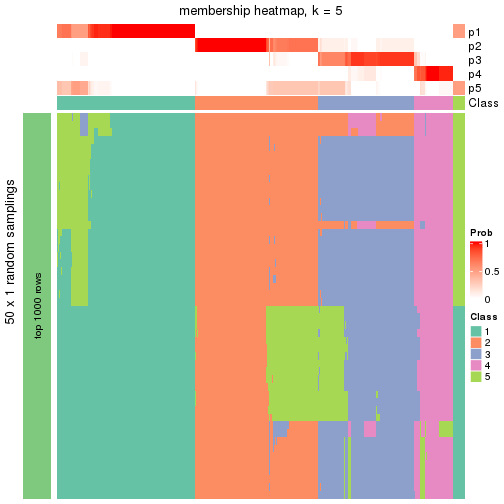 membership heatmap, k = 5
p1
p2
p3
p4
p5
Class
50 x 1 random samplings
top 1000 rows
Prob
1
0.5
0
Class
1
2
3
4
5